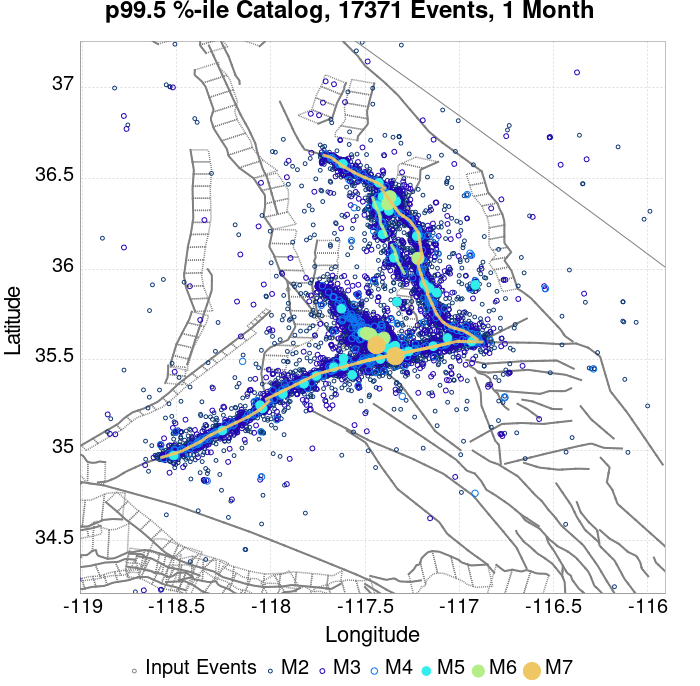 p99.5 %-ile Catalog, 17371 Events, 1 Month
Latitude
37
36.5
36
35.5
35
34.5
-119 -118.5 -118 -117.5 -117 -116.5 -116
Longitude
Input Events M2 M3 M4 M5 M6 M7